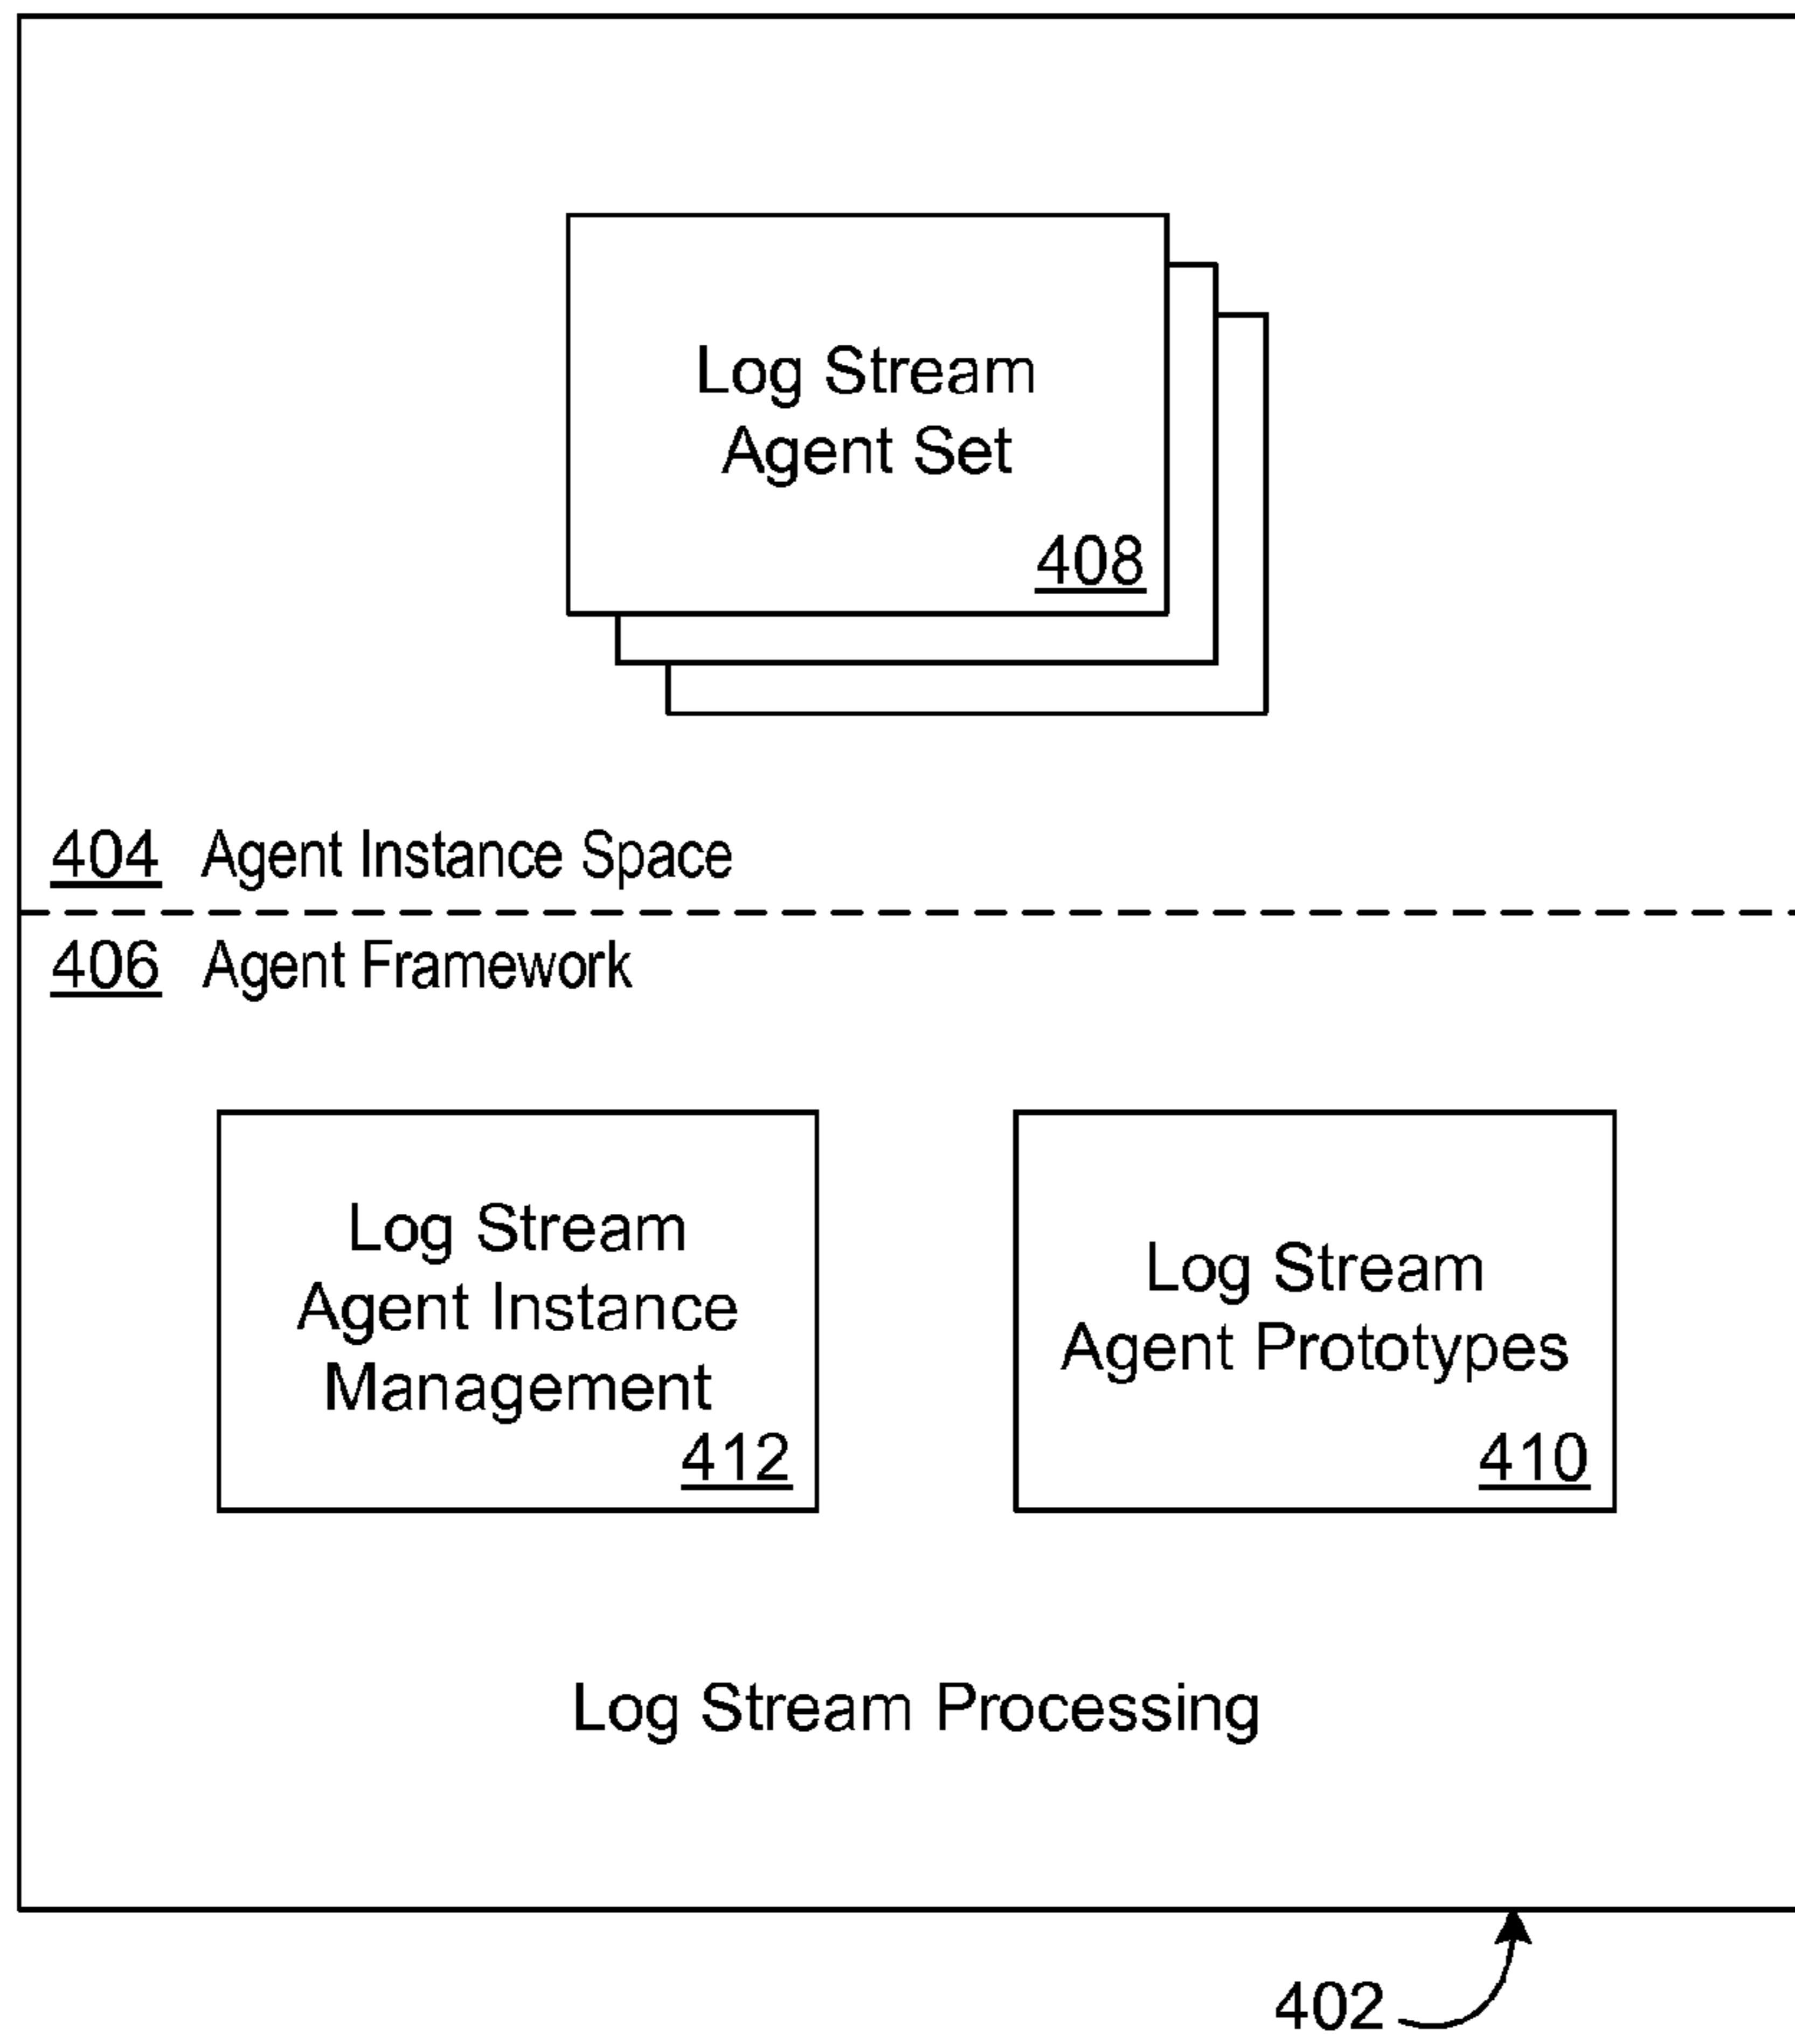 Log Stream
Agent Set
408
404 Agent Instance Space
406 Agent Framework
Log Stream
Agent Instance
Management
412
Log Stream
Agent Prototypes
410
Log Stream Processing
402